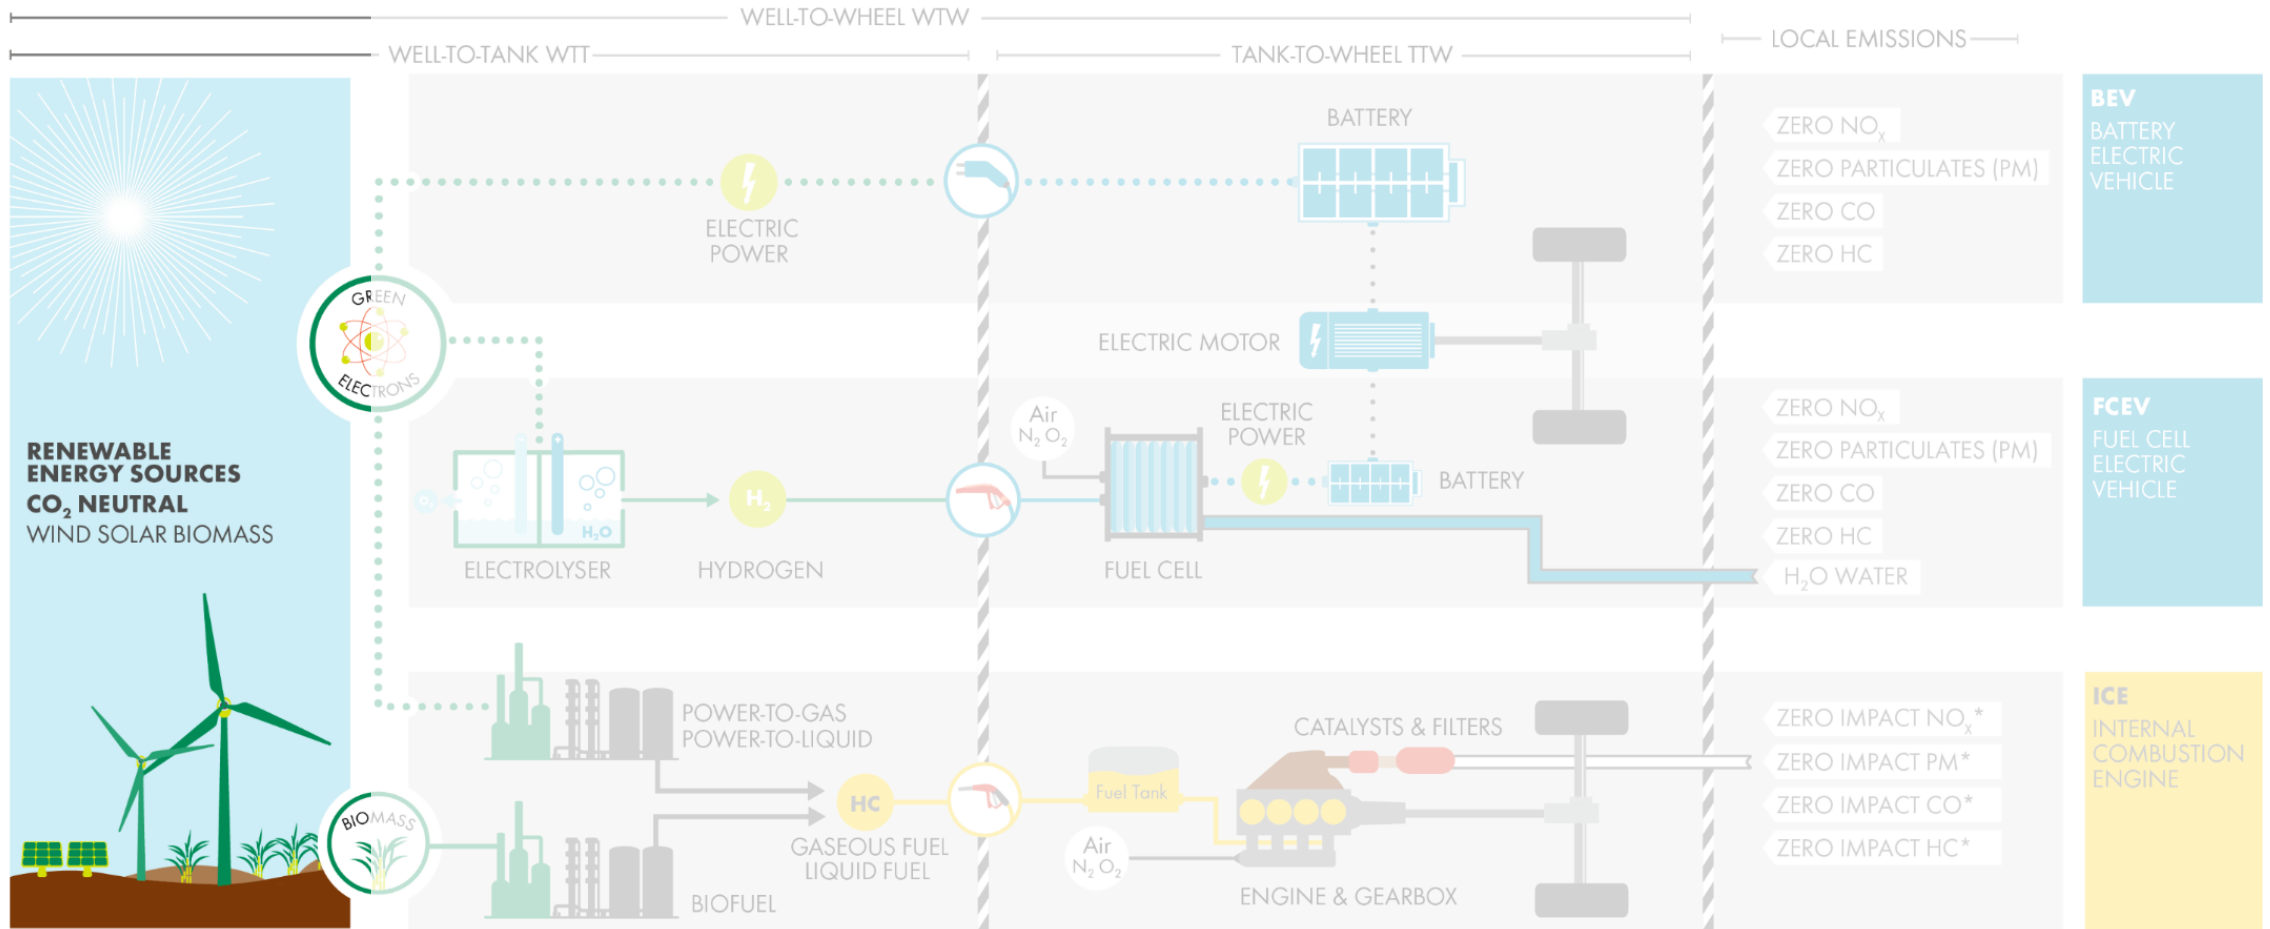 WELL-TO-WHEEL WTW
WELL-TO-TANK WTT
TANK-TO-WHEEL TTW
LOCAL EMISSIONS
RENEWABLE
ENERGY SOURCES
CO₂ NEUTRAL
WIND SOLAR BIOMASS
GREEN
ELECTRONS
BIOMASS
ELECTRIC
POWER
BATTERY
ZERO NOₓ
ZERO PARTICULATES (PM)
ZERO CO
ZERO HC
BEV
BATTERY
ELECTRIC
VEHICLE
ELECTRIC MOTOR
O₂
H₂O
ELECTROLYSER
H₂
HYDROGEN
Air
N₂ O₂
FUEL CELL
ELECTRIC
POWER
BATTERY
ZERO NOₓ
ZERO PARTICULATES (PM)
ZERO CO
ZERO HC
H₂O WATER
FCEV
FUEL CELL
ELECTRIC
VEHICLE
POWER-TO-GAS
POWER-TO-LIQUID
BIOFUEL
HC
GASEOUS FUEL
LIQUID FUEL
Fuel Tank
Air
N₂ O₂
CATALYSTS & FILTERS
ENGINE & GEARBOX
ZERO IMPACT NOₓ*
ZERO IMPACT PM*
ZERO IMPACT CO*
ZERO IMPACT HC*
ICE
INTERNAL
COMBUSTION
ENGINE